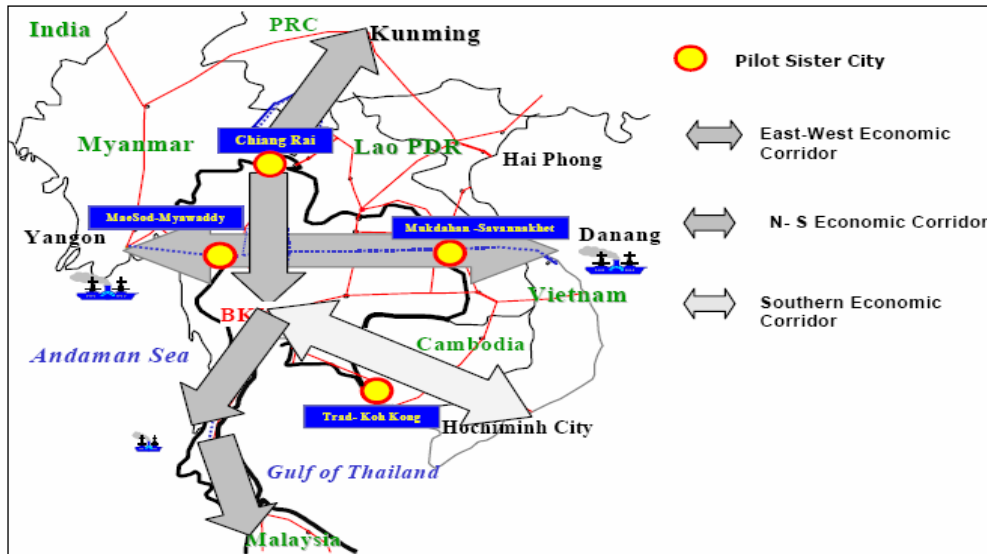 India
PRC
Kunming
Pilot Sister City
Myanmar
Chiang Rai
Lao PDR
Hai Phong
East-West Economic
Corridor
MaeSod-Myawaddy
Mukdahan -Savannakhet
Yangon
Danang
N- S Economic Corridor
Vietnam
BK
Southern Economic
Corridor
Andaman Sea
Cambodia
Trad- Koh Kong
Hochiminh City
Gulf of Thailand
Malaysia